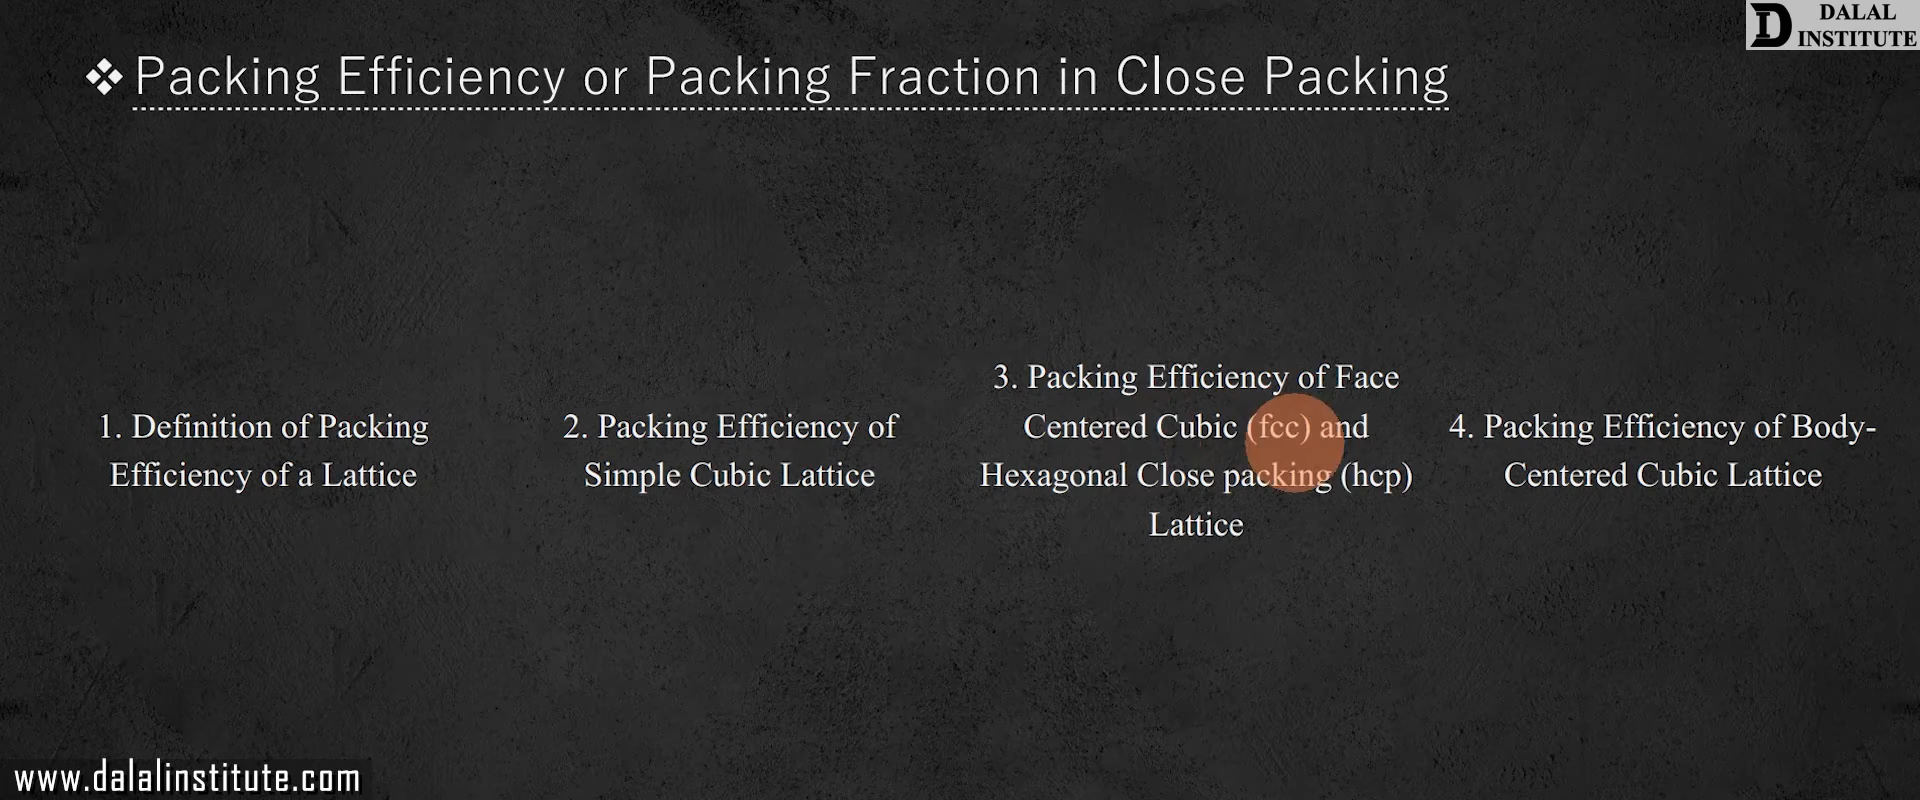 DALAL
INSTITUTE
❖ Packing Efficiency or Packing Fraction in Close Packing
1. Definition of Packing
Efficiency of a Lattice
2. Packing Efficiency of
Simple Cubic Lattice
3. Packing Efficiency of Face
Centered Cubic (fcc) and
Hexagonal Close packing (hcp)
Lattice
4. Packing Efficiency of Body-
Centered Cubic Lattice
www.dalalinstitute.com